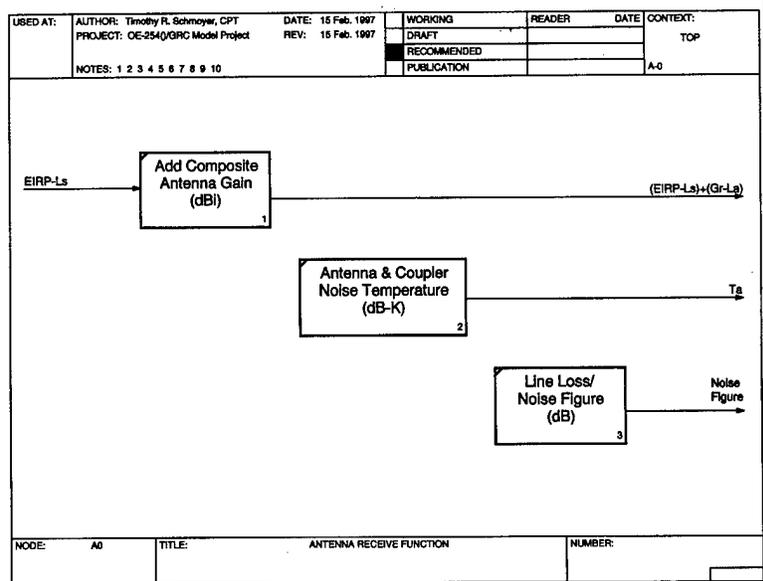 USED AT:
AUTHOR: Timothy R. Schmoyer, CPT
DATE: 15 Feb. 1997
PROJECT: OE-254()/GRC Model Project
REV: 15 Feb. 1997
NOTES: 1 2 3 4 5 6 7 8 9 10
WORKING
DRAFT
RECOMMENDED
PUBLICATION
READER DATE
CONTEXT:
TOP
A-0
EIRP-Ls
Add Composite
Antenna Gain
(dBi)
1
(EIRP-Ls)+(Gr-La)
Antenna & Coupler
Noise Temperature
(dB-K)
2
Ta
Line Loss/
Noise Figure
(dB)
3
Noise
Figure
NODE: A0
TITLE: ANTENNA RECEIVE FUNCTION
NUMBER: